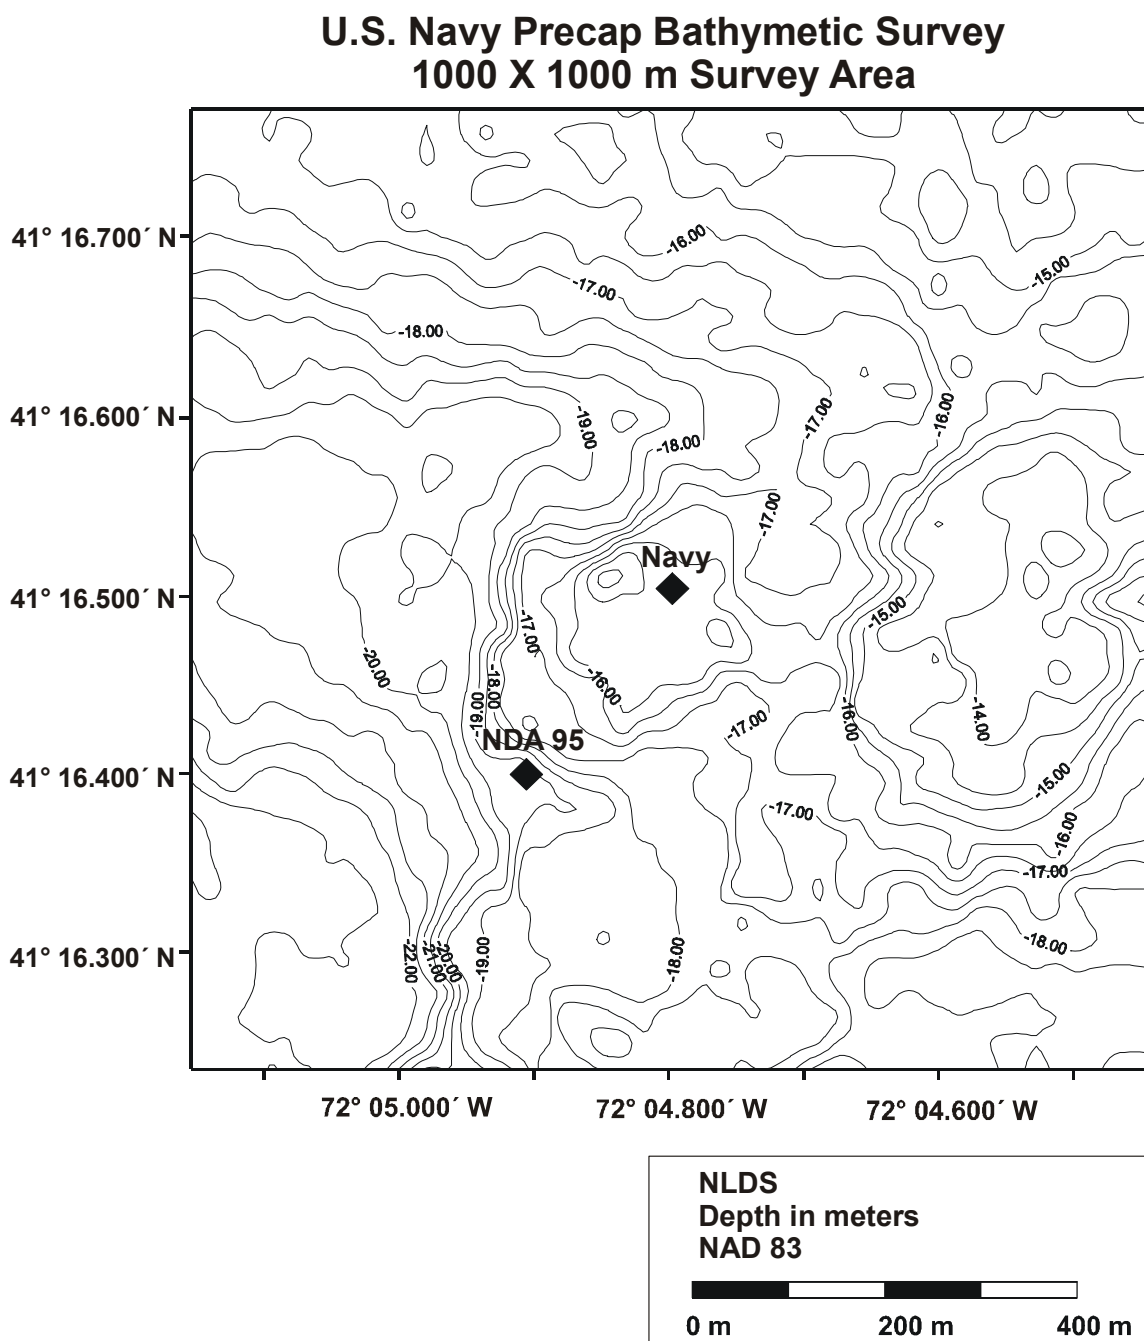 U.S. Navy Precap Bathymetic Survey
1000 X 1000 m Survey Area
41° 16.700´ N
-16.00
-15.00
-17.00
-18.00
41° 16.600´ N
-19.00
-18.00
-17.00
-16.00
-17.00
Navy
41° 16.500´ N
-15.00
-17.00
-20.00
-16.00
-19.00
-18.00
-17.00
-16.00
-14.00
NDA 95
41° 16.400´ N
-15.00
-17.00
-16.00
-17.00
41° 16.300´ N
-22.00
-21.00
-20.00
-19.00
-18.00
-18.00
72° 05.000´ W
72° 04.800´ W
72° 04.600´ W
NLDS
Depth in meters
NAD 83
0 m
200 m
400 m